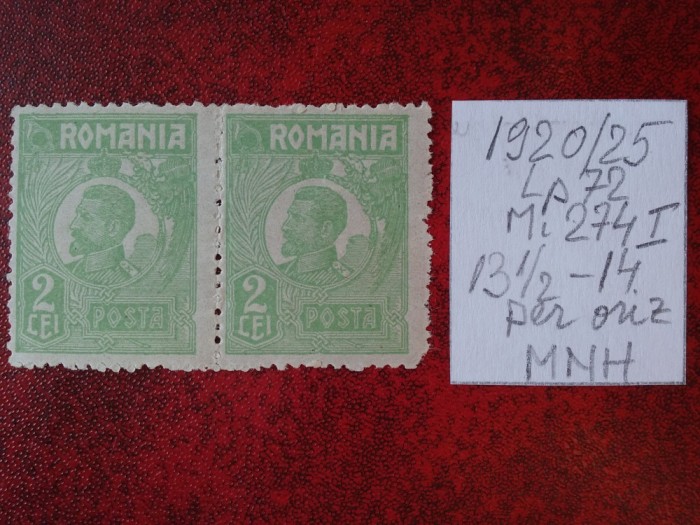 ROMANIA
2
LEI
POSTA
ROMANIA
2
LEI
POSTA
1920/25
Lp 72
Mi 274 I
13 1/2 - 14
per oriz
MNH